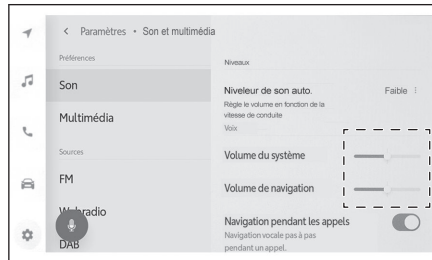 < Paramètres • Son et multimédia
Préférences
Son
Multimédia
Sources
FM
Webradio
DAB
Niveaux
Niveleur de son auto.
Faible
Règle le volume en fonction de la
vitesse de conduite
Voix
Volume du système
Volume de navigation
Navigation pendant les appels
Navigation vocale pas à pas
pendant un appel.